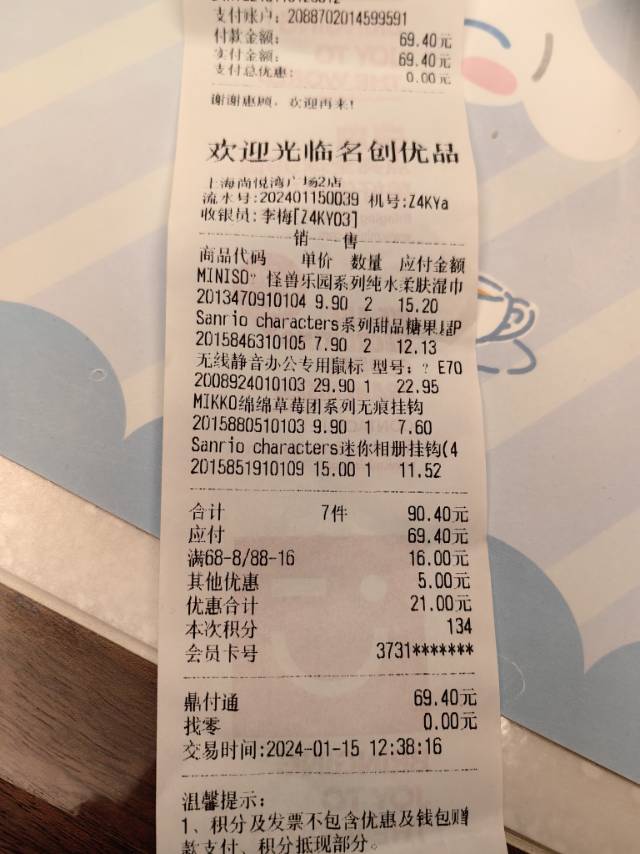 支付账户: 2088702014599591
付款金额: 69.40元
实付金额: 69.40元
支付总优惠: 0.00元
谢谢惠顾, 欢迎再来!
欢迎光临名创优品
上海尚悦湾广场2店
流水号:202401150039 机号:Z4KYa
收银员:李梅[Z4KY03]
销 售
商品代码 单价 数量 应付金额
MINISO? 怪兽乐园系列纯水柔肤湿巾
2013470910104 9.90 2 15.20
Sanrio characters系列甜品糖果超P
2015846310105 7.90 2 12.13
无线静音办公专用鼠标 型号:? E70
2008924010103 29.90 1 22.95
MIKKO绵绵草莓团系列无痕挂钩
2015880510103 9.90 1 7.60
Sanrio characters迷你相册挂钩(4
2015851910109 15.00 1 11.52
合计 7件 90.40元
应付 69.40元
满68-8/88-16 16.00元
其他优惠 5.00元
优惠合计 21.00元
本次积分 134
会员卡号 3731*******
鼎付通 69.40元
找零 0.00元
交易时间:2024-01-15 12:38:16
温馨提示:
1、积分及发票不包含优惠及钱包赠
款支付、积分抵现部分。